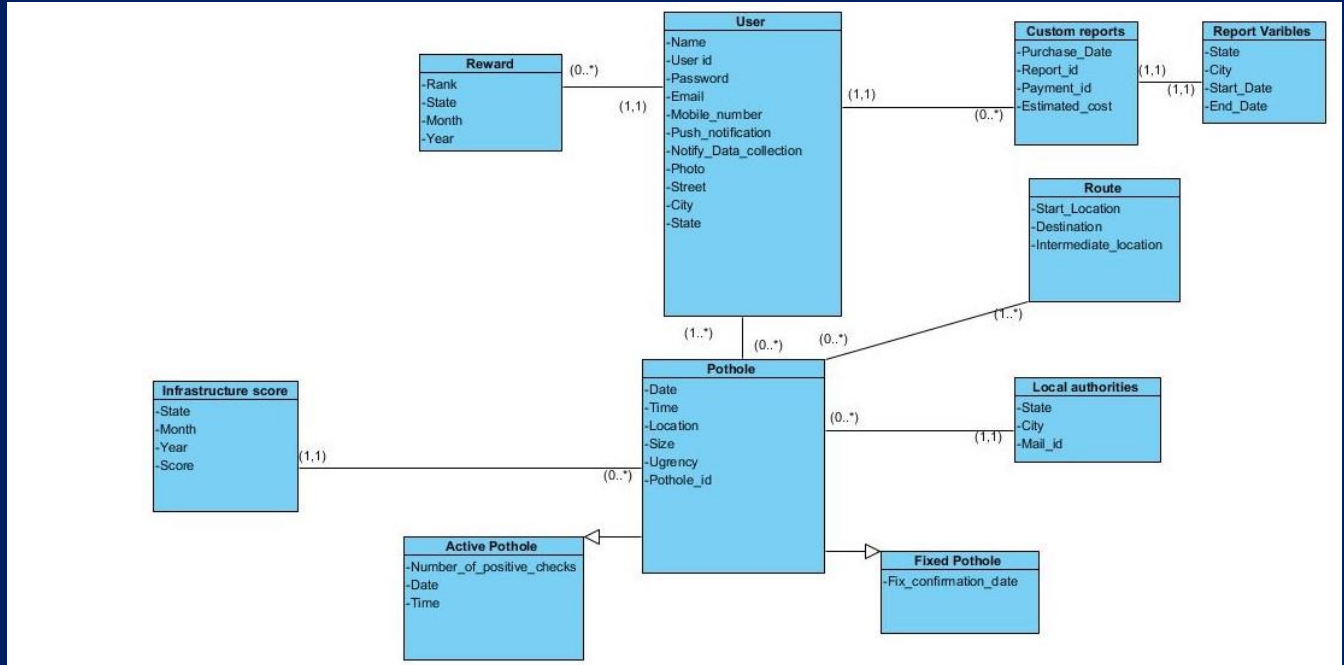 User
-Name
-User id
-Password
-Email
-Mobile_number
-Push_notification
-Notify_Data_collection
-Photo
-Street
-City
-State
Reward
-Rank
-State
-Month
-Year
(0..*)
(1,1)
Custom reports
-Purchase_Date
-Report_id
-Payment_id
-Estimated_cost
(1,1)
(0..*)
Report Varibles
-State
-City
-Start_Date
-End_Date
(1,1)
(1,1)
Route
-Start_Location
-Destination
-Intermediate_location
(1..*)
(0..*)
(0..*)
(1..*)
Pothole
-Date
-Time
-Location
-Size
-Ugrency
-Pothole_id
Infrastructure score
-State
-Month
-Year
-Score
(1,1)
(0..*)
Local authorities
-State
-City
-Mail_id
(0..*)
(1,1)
Active Pothole
-Number_of_positive_checks
-Date
-Time
Fixed Pothole
-Fix_confirmation_date